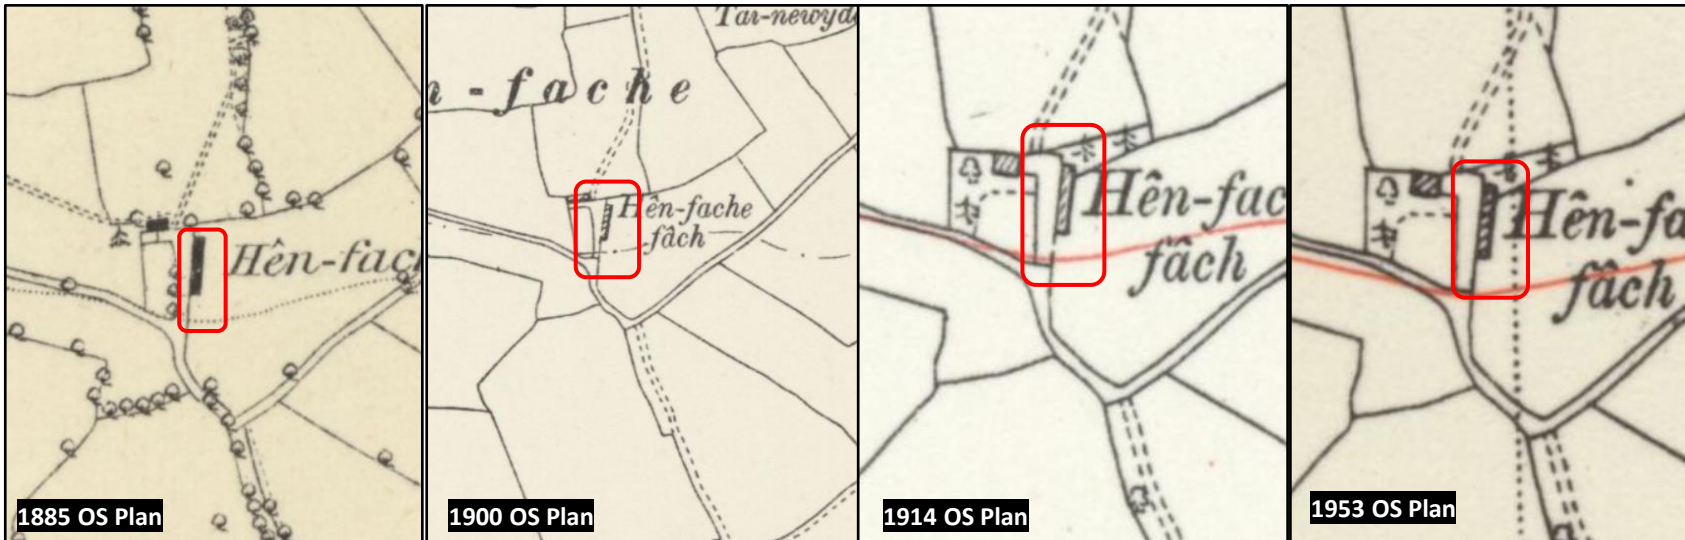 Hên-fac
1885 OS Plan
Tai-newyd
n-fache
Hên-fache
fâch
1900 OS Plan
Hên-fac
fâch
1914 OS Plan
Hên-fa
fâch
1953 OS Plan